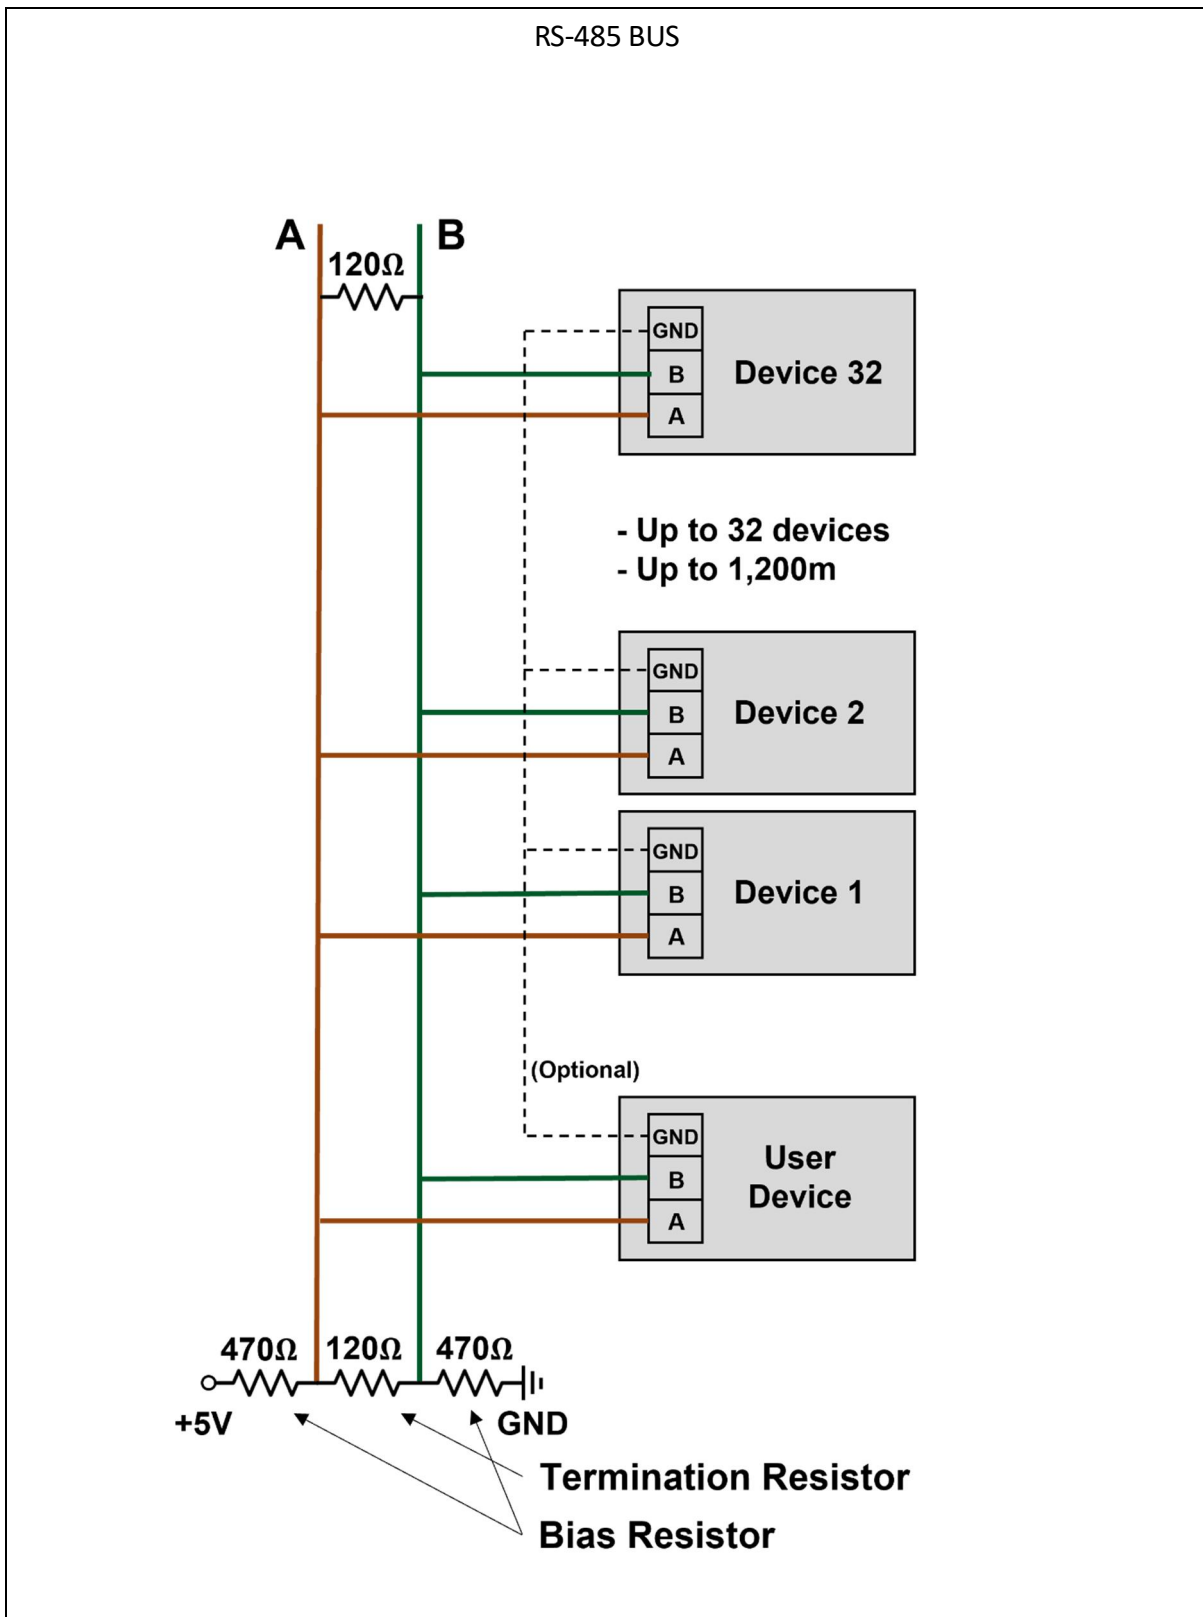 RS-485 BUS
A
B
120Ω
GND
B
A
Device 32
- Up to 32 devices
- Up to 1,200m
GND
B
A
Device 2
GND
B
A
Device 1
(Optional)
GND
B
A
User
Device
470Ω
120Ω
470Ω
+5V
GND
Termination Resistor
Bias Resistor